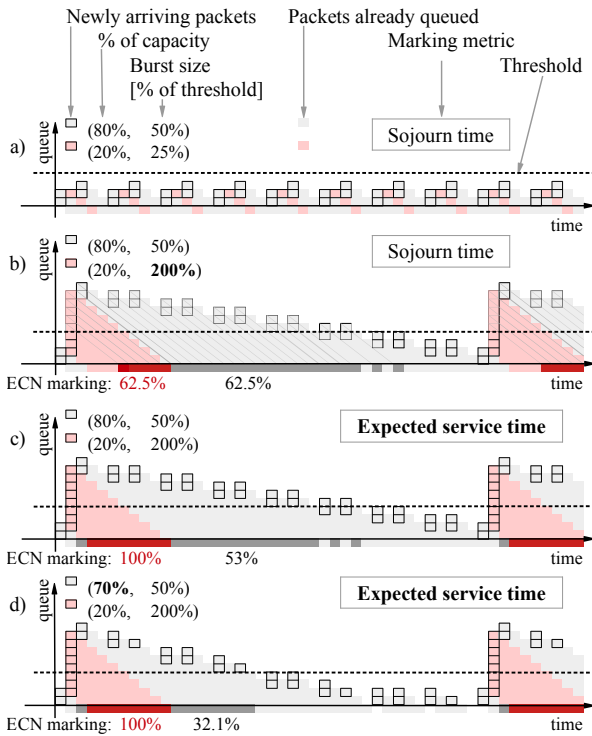 Newly arriving packets
Packets already queued
% of capacity
Marking metric
Burst size
Threshold
[% of threshold]
a)
queue
(80%, 50%)
(20%, 25%)
Sojourn time
time
b)
queue
(80%, 50%)
(20%, 200%)
Sojourn time
ECN marking: 62.5% 62.5% time
c)
queue
(80%, 50%)
(20%, 200%)
Expected service time
ECN marking: 100% 53% time
d)
queue
(70%, 50%)
(20%, 200%)
Expected service time
ECN marking: 100% 32.1% time